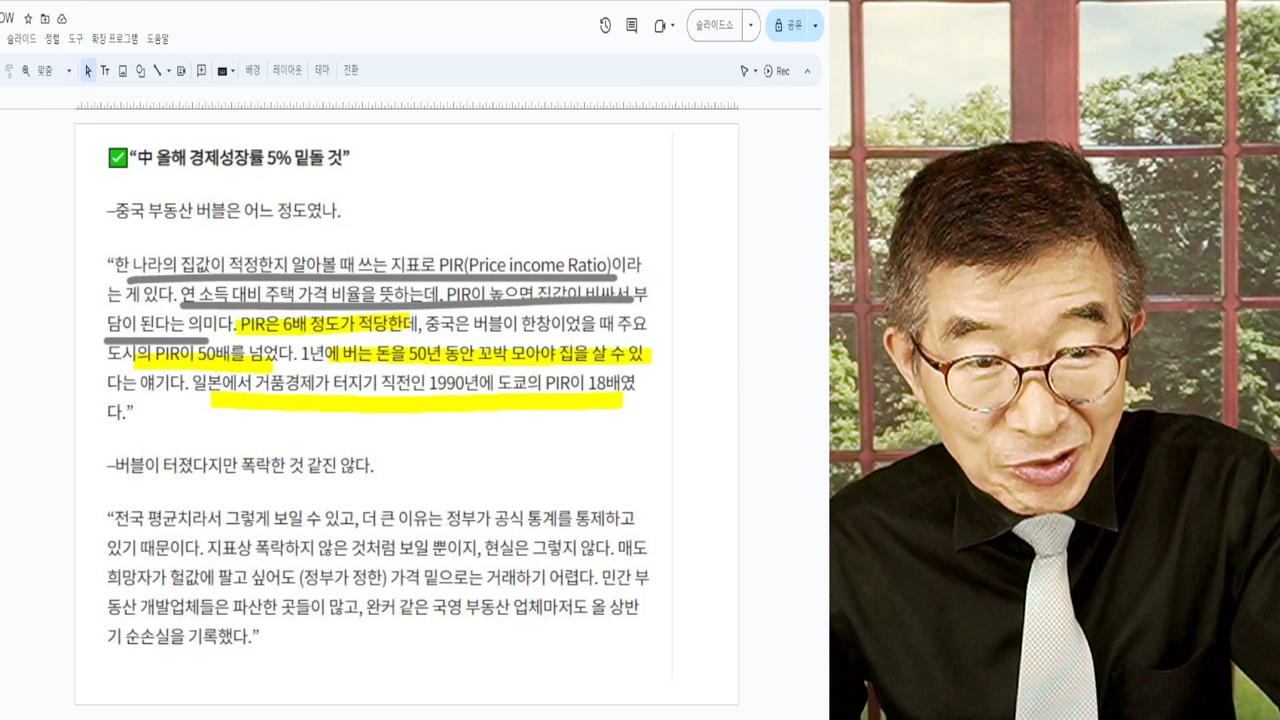 OW
슬라이드 정렬 도구 확장 프로그램 도움말
슬라이드쇼
공유
맞춤
Tт
배경 레이아웃 테마 전환
Rec
“中 올해 경제성장률 5% 밑돌 것”
–중국 부동산 버블은 어느 정도였나.
“한 나라의 집값이 적정한지 알아볼 때 쓰는 지표로 PIR(Price income Ratio)이라
는 게 있다. 연 소득 대비 주택 가격 비율을 뜻하는데, PIR이 높으면 집값이 비싸서 부
담이 된다는 의미다. PIR은 6배 정도가 적당한데, 중국은 버블이 한창이었을 때 주요
도시의 PIR이 50배를 넘었다. 1년에 버는 돈을 50년 동안 꼬박 모아야 집을 살 수 있
다는 얘기다. 일본에서 거품경제가 터지기 직전인 1990년에 도쿄의 PIR이 18배였
다.”
–버블이 터졌다지만 폭락한 것 같진 않다.
“전국 평균치라서 그렇게 보일 수 있고, 더 큰 이유는 정부가 공식 통계를 통제하고
있기 때문이다. 지표상 폭락하지 않은 것처럼 보일 뿐이지, 현실은 그렇지 않다. 매도
희망자가 헐값에 팔고 싶어도 (정부가 정한) 가격 밑으로는 거래하기 어렵다. 민간 부
동산 개발업체들은 파산한 곳들이 많고, 완커 같은 국영 부동산 업체마저도 올 상반
기 순손실을 기록했다.”